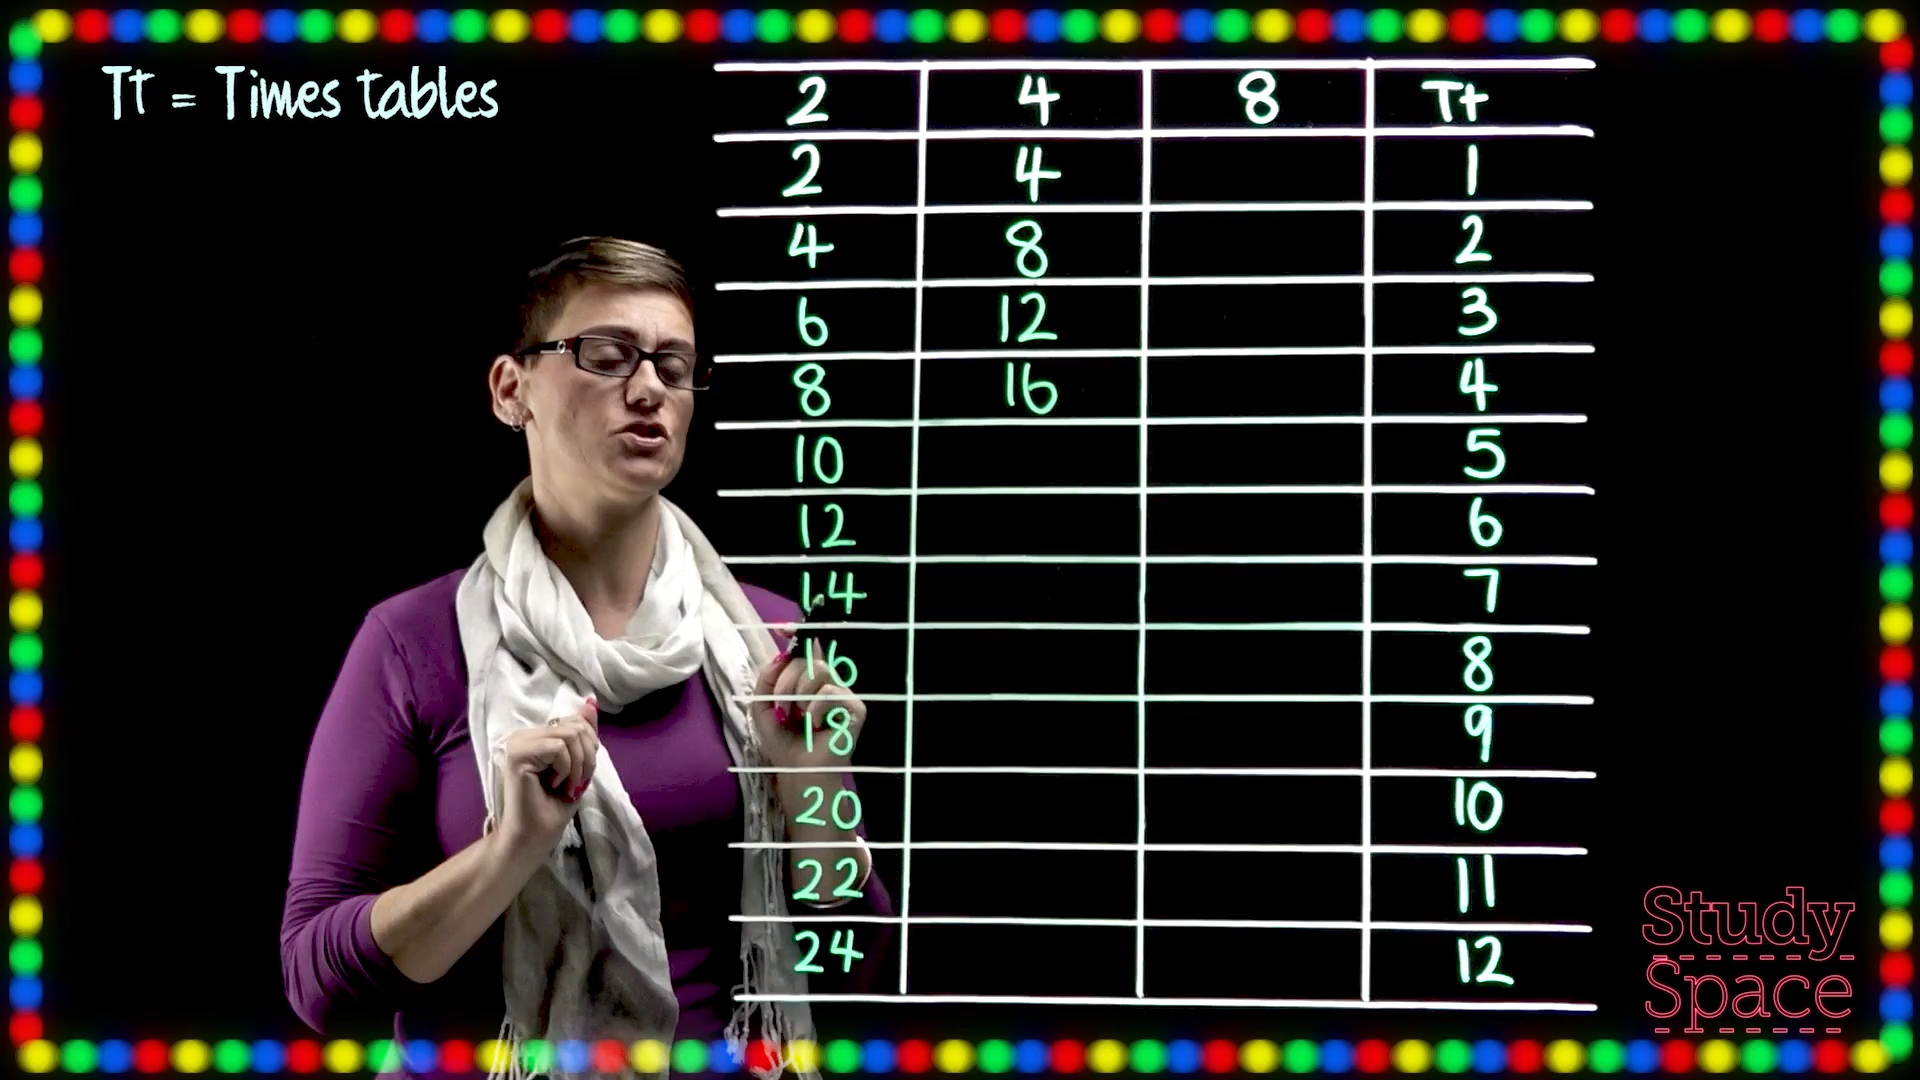 Tt = Times tables
2 4 8 Tt
2 4 1
4 8 2
6 12 3
8 16 4
10 5
12 6
14 7
16 8
18 9
20 10
22 11
24 12
Study
Space